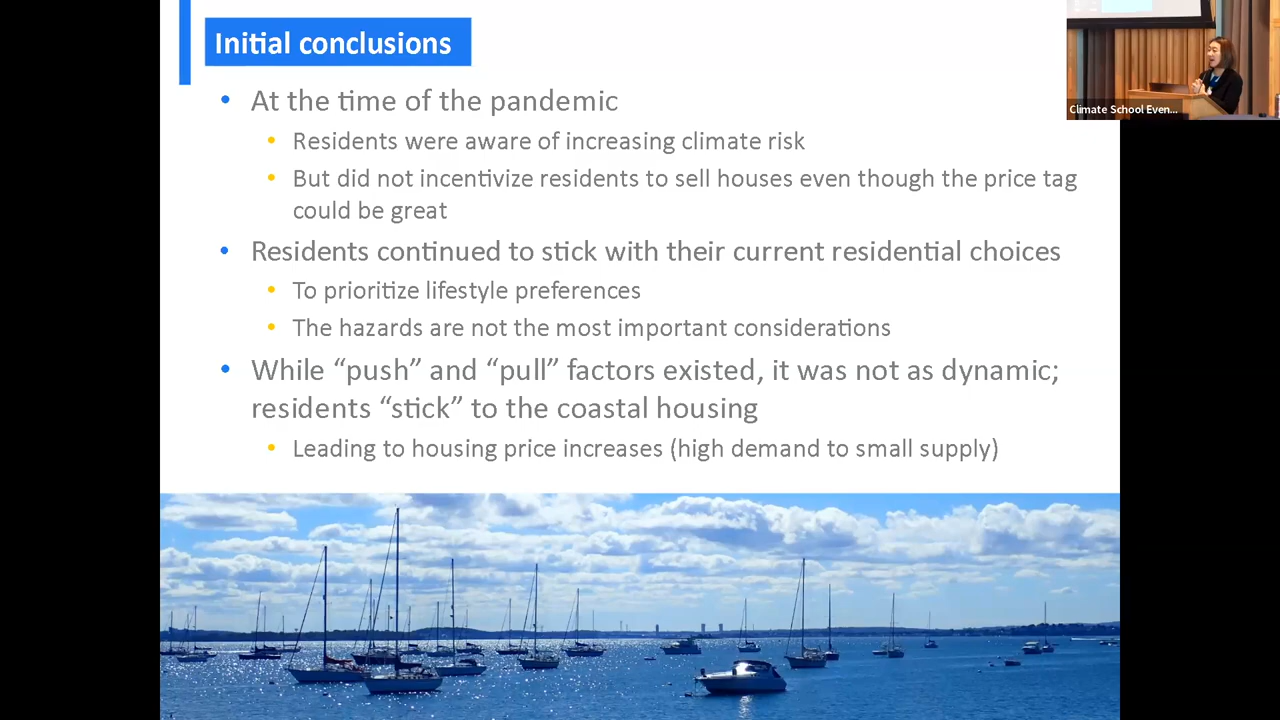 Initial conclusions
• At the time of the pandemic
• Residents were aware of increasing climate risk
• But did not incentivize residents to sell houses even though the price tag
could be great
• Residents continued to stick with their current residential choices
• To prioritize lifestyle preferences
• The hazards are not the most important considerations
• While “push” and “pull” factors existed, it was not as dynamic;
residents “stick” to the coastal housing
• Leading to housing price increases (high demand to small supply)
Climate School Even...